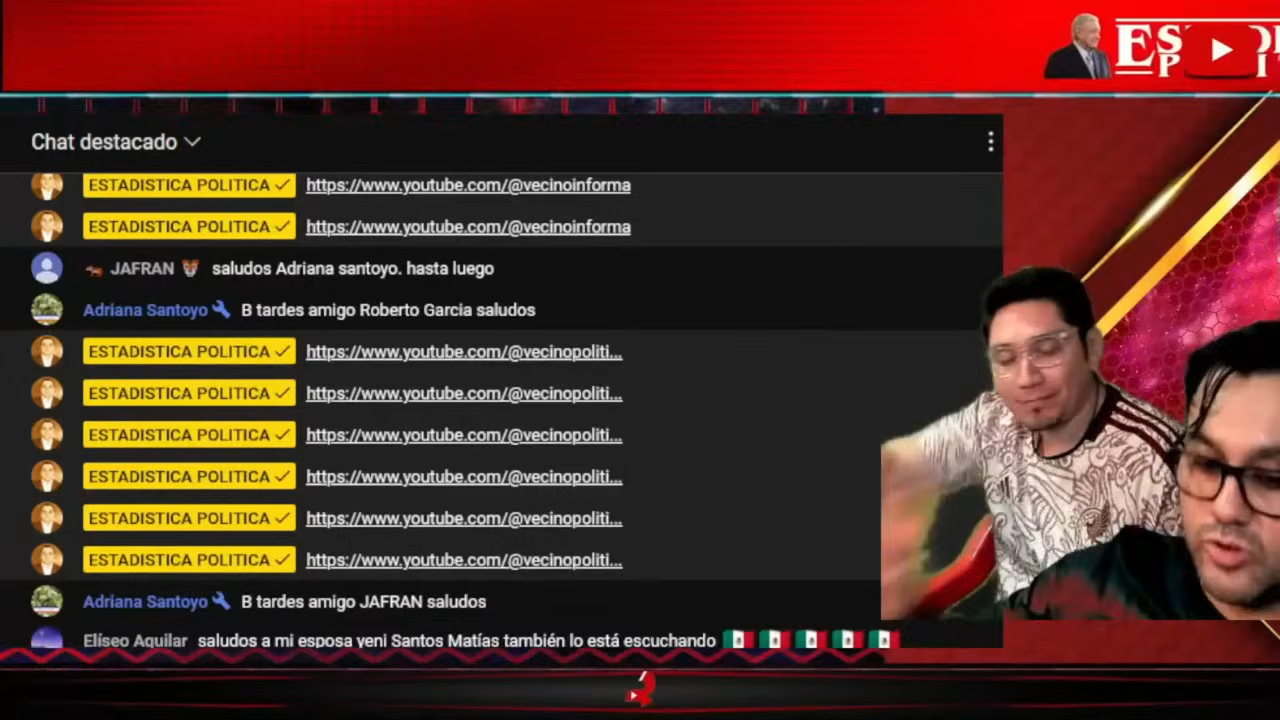 ES
P
Chat destacado
ESTADISTICA POLITICA https://www.youtube.com/@vecinoinforma
ESTADISTICA POLITICA https://www.youtube.com/@vecinoinforma
JAFRAN saludos Adriana santoyo. hasta luego
Adriana Santoyo B tardes amigo Roberto Garcia saludos
ESTADISTICA POLITICA https://www.youtube.com/@vecinopoliti...
ESTADISTICA POLITICA https://www.youtube.com/@vecinopoliti...
ESTADISTICA POLITICA https://www.youtube.com/@vecinopoliti...
ESTADISTICA POLITICA https://www.youtube.com/@vecinopoliti...
ESTADISTICA POLITICA https://www.youtube.com/@vecinopoliti...
ESTADISTICA POLITICA https://www.youtube.com/@vecinopoliti...
Adriana Santoyo B tardes amigo JAFRAN saludos
Elíseo Aguilar saludos a mi esposa yeni Santos Matías también lo está escuchando